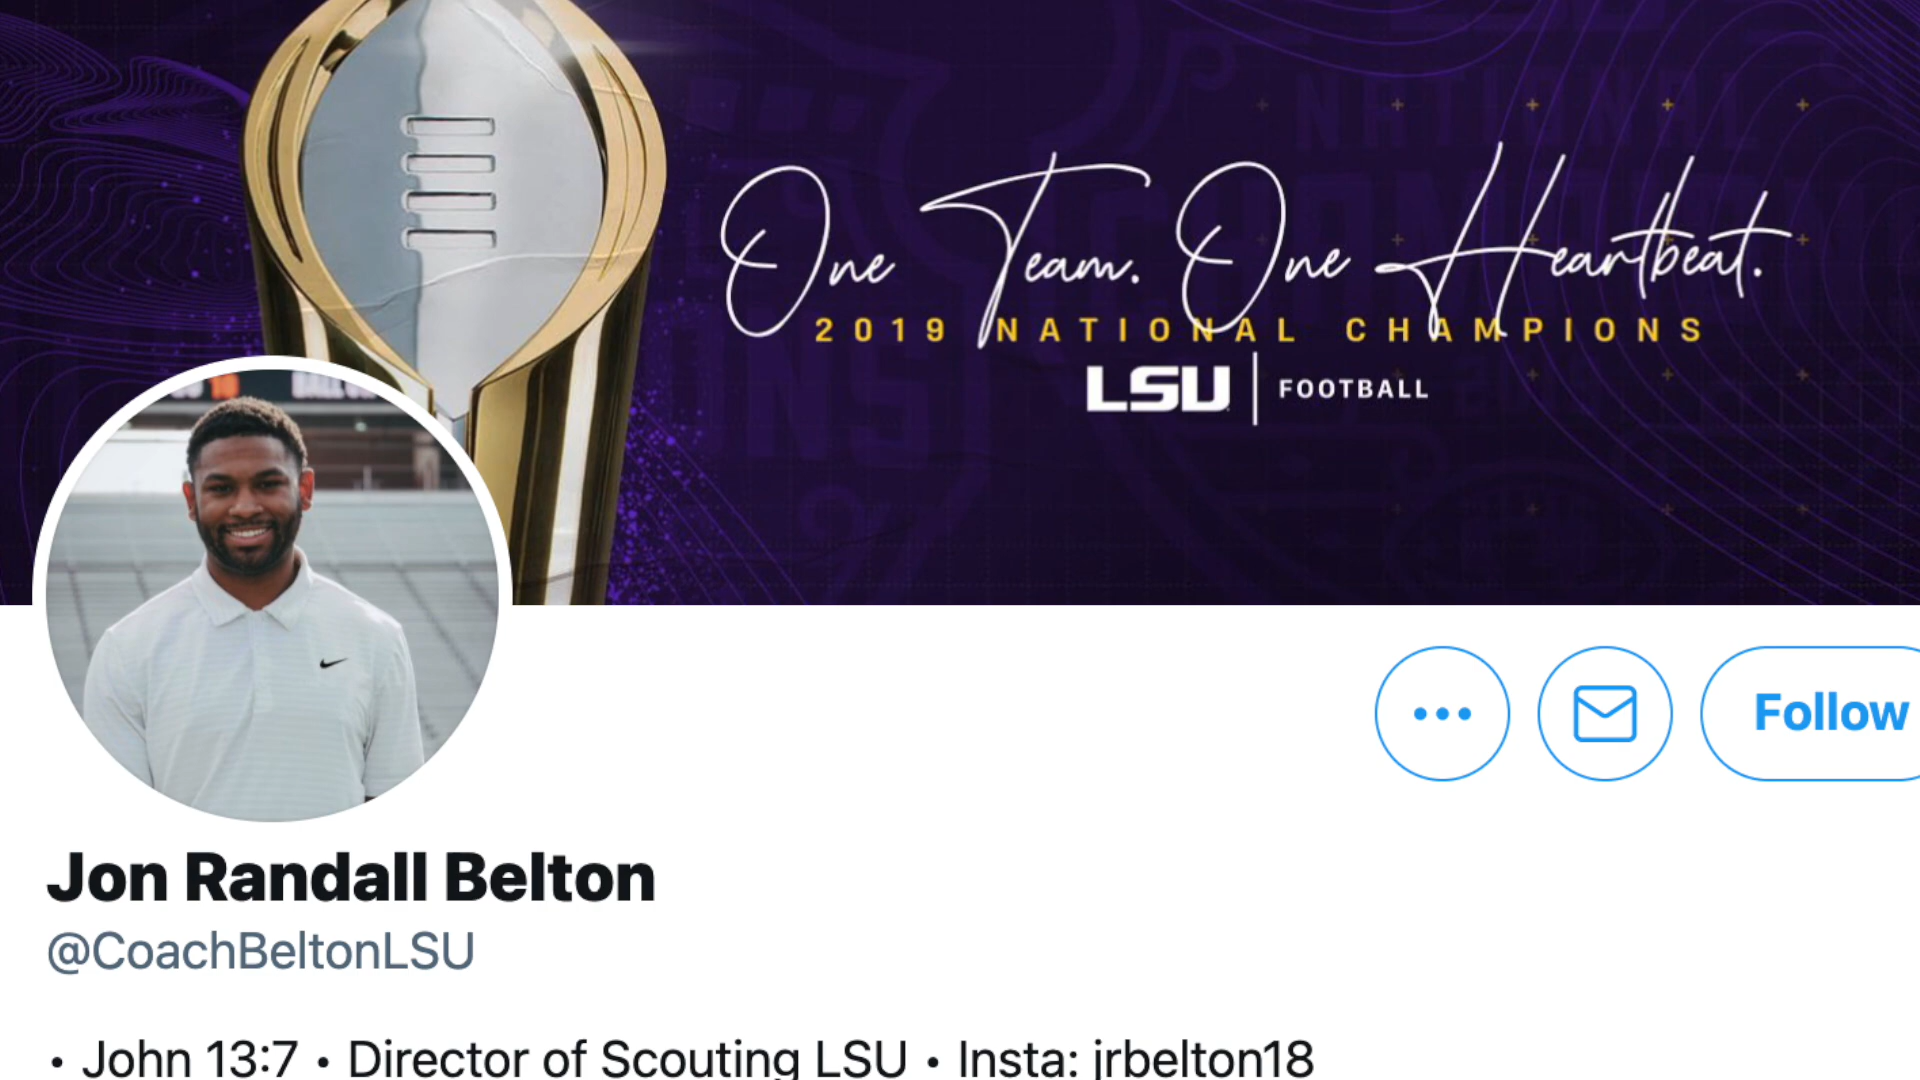 One Team. One Heartbeat.
2019 NATIONAL CHAMPIONS
LSU | FOOTBALL
Follow
Jon Randall Belton
@CoachBeltonLSU
• John 13:7 • Director of Scouting LSU • Insta: jrbelton18